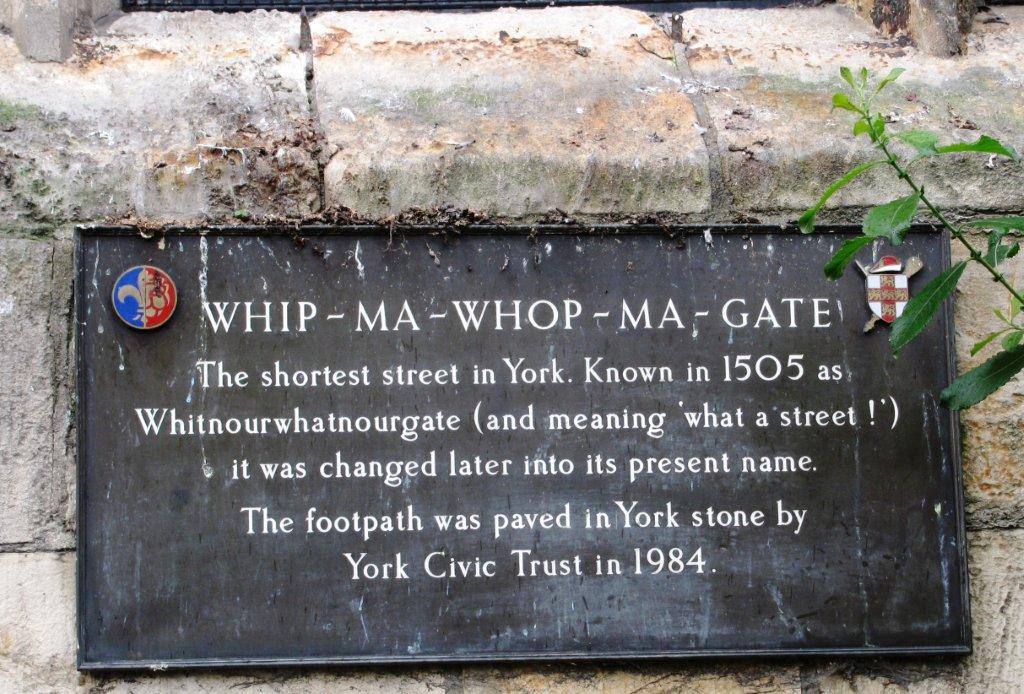 WHIP-MA-WHOP-MA-GATE
The shortest street in York. Known in 1505 as
Whitnourwhatnourgate (and meaning 'what a street !')
it was changed later into its present name.
The footpath was paved in York stone by
York Civic Trust in 1984.